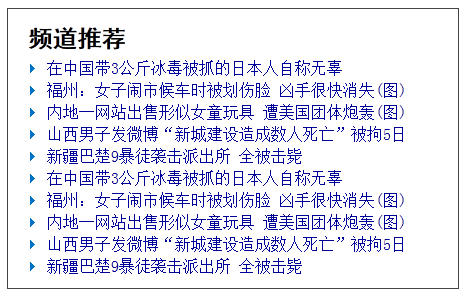 频道推荐
在中国带3公斤冰毒被抓的日本人自称无辜
福州：女子闹市候车时被划伤脸 凶手很快消失(图)
内地一网站出售形似女童玩具 遭美国团体炮轰(图)
山西男子发微博“新城建设造成数人死亡”被拘5日
新疆巴楚9暴徒袭击派出所 全被击毙
在中国带3公斤冰毒被抓的日本人自称无辜
福州：女子闹市候车时被划伤脸 凶手很快消失(图)
内地一网站出售形似女童玩具 遭美国团体炮轰(图)
山西男子发微博“新城建设造成数人死亡”被拘5日
新疆巴楚9暴徒袭击派出所 全被击毙